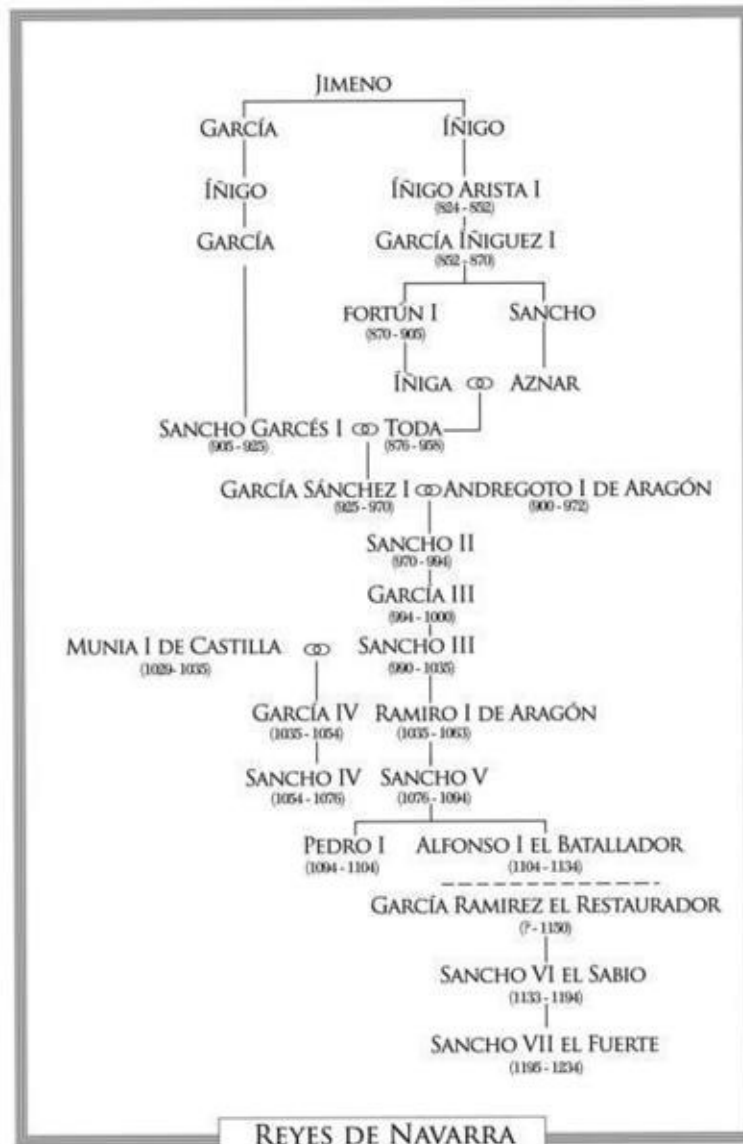 JIMENO
GARCÍA ÍÑIGO
ÍÑIGO ÍÑIGO ARISTA I
(824 - 852)
GARCÍA GARCÍA ÍÑIGUEZ I
(852 - 870)
FORTÚN I SANCHO
(870 - 905)
ÍÑIGA AZNAR
SANCHO GARCÉS I TODA
(905 - 925) (876 - 958)
GARCÍA SÁNCHEZ I ANDREGOTO I DE ARAGÓN
(925 - 970) (900 - 972)
SANCHO II
(970 - 994)
GARCÍA III
(994 - 1000)
MUNIA I DE CASTILLA SANCHO III
(1029- 1035) (990 - 1035)
GARCÍA IV RAMIRO I DE ARAGÓN
(1035 - 1054) (1035 - 1063)
SANCHO IV SANCHO V
(1054 - 1076) (1076 - 1094)
PEDRO I ALFONSO I EL BATALLADOR
(1094 - 1104) (1104 - 1134)
GARCÍA RAMIREZ EL RESTAURADOR
(? - 1150)
SANCHO VI EL SABIO
(1133 - 1194)
SANCHO VII EL FUERTE
(1195 - 1234)
REYES DE NAVARRA